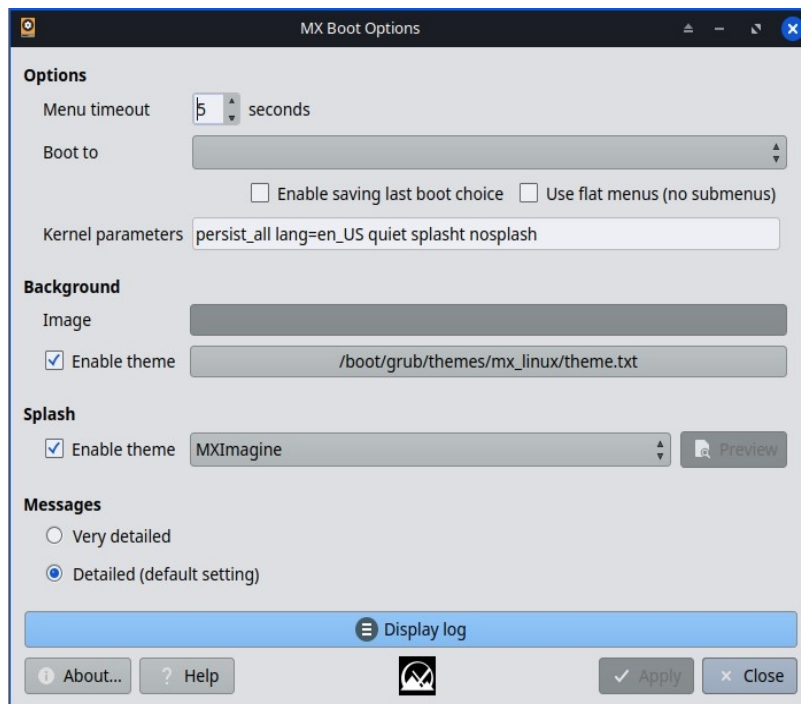 MX Boot Options
Options
Menu timeout 5 seconds
Boot to
Enable saving last boot choice Use flat menus (no submenus)
Kernel parameters persist_all lang=en_US quiet splasht nosplash
Background
Image
Enable theme /boot/grub/themes/mx_linux/theme.txt
Splash
Enable theme MXImagine Preview
Messages
Very detailed
Detailed (default setting)
Display log
About... ? Help Apply Close